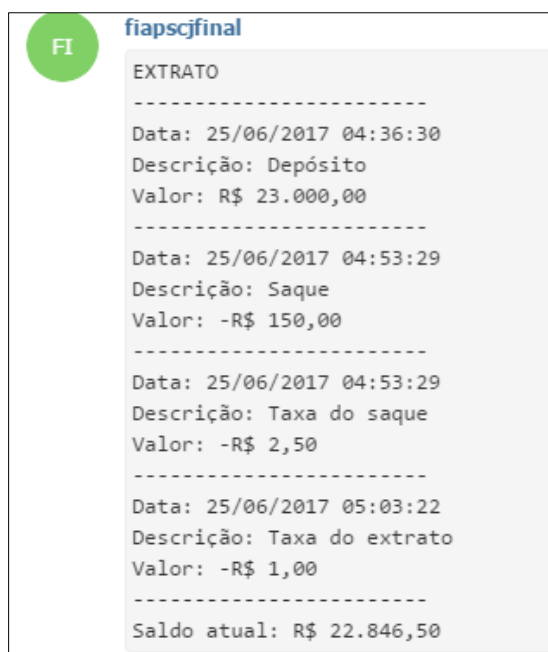 FI
fiapscjfinal
EXTRATO
------------------------
Data: 25/06/2017 04:36:30
Descrição: Depósito
Valor: R$ 23.000,00
------------------------
Data: 25/06/2017 04:53:29
Descrição: Saque
Valor: -R$ 150,00
------------------------
Data: 25/06/2017 04:53:29
Descrição: Taxa do saque
Valor: -R$ 2,50
------------------------
Data: 25/06/2017 05:03:22
Descrição: Taxa do extrato
Valor: -R$ 1,00
------------------------
Saldo atual: R$ 22.846,50